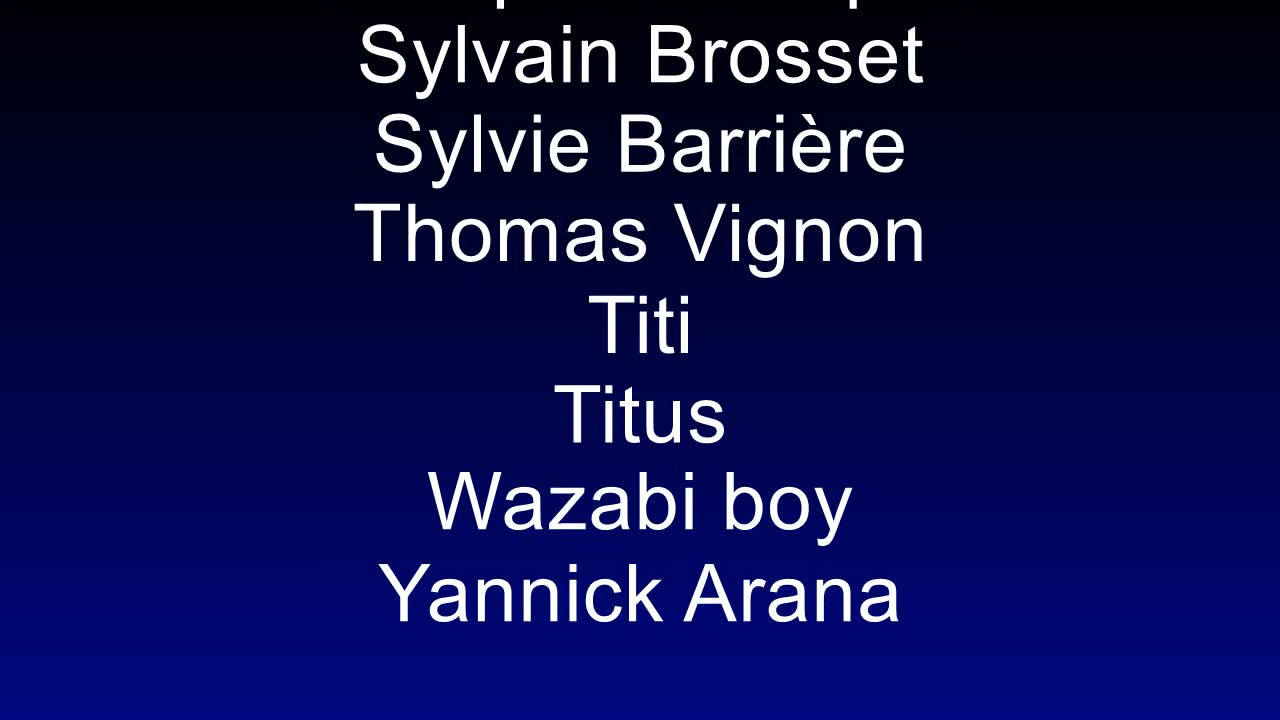 Sylvain Brosset
Sylvie Barrière
Thomas Vignon
Titi
Titus
Wazabi boy
Yannick Arana